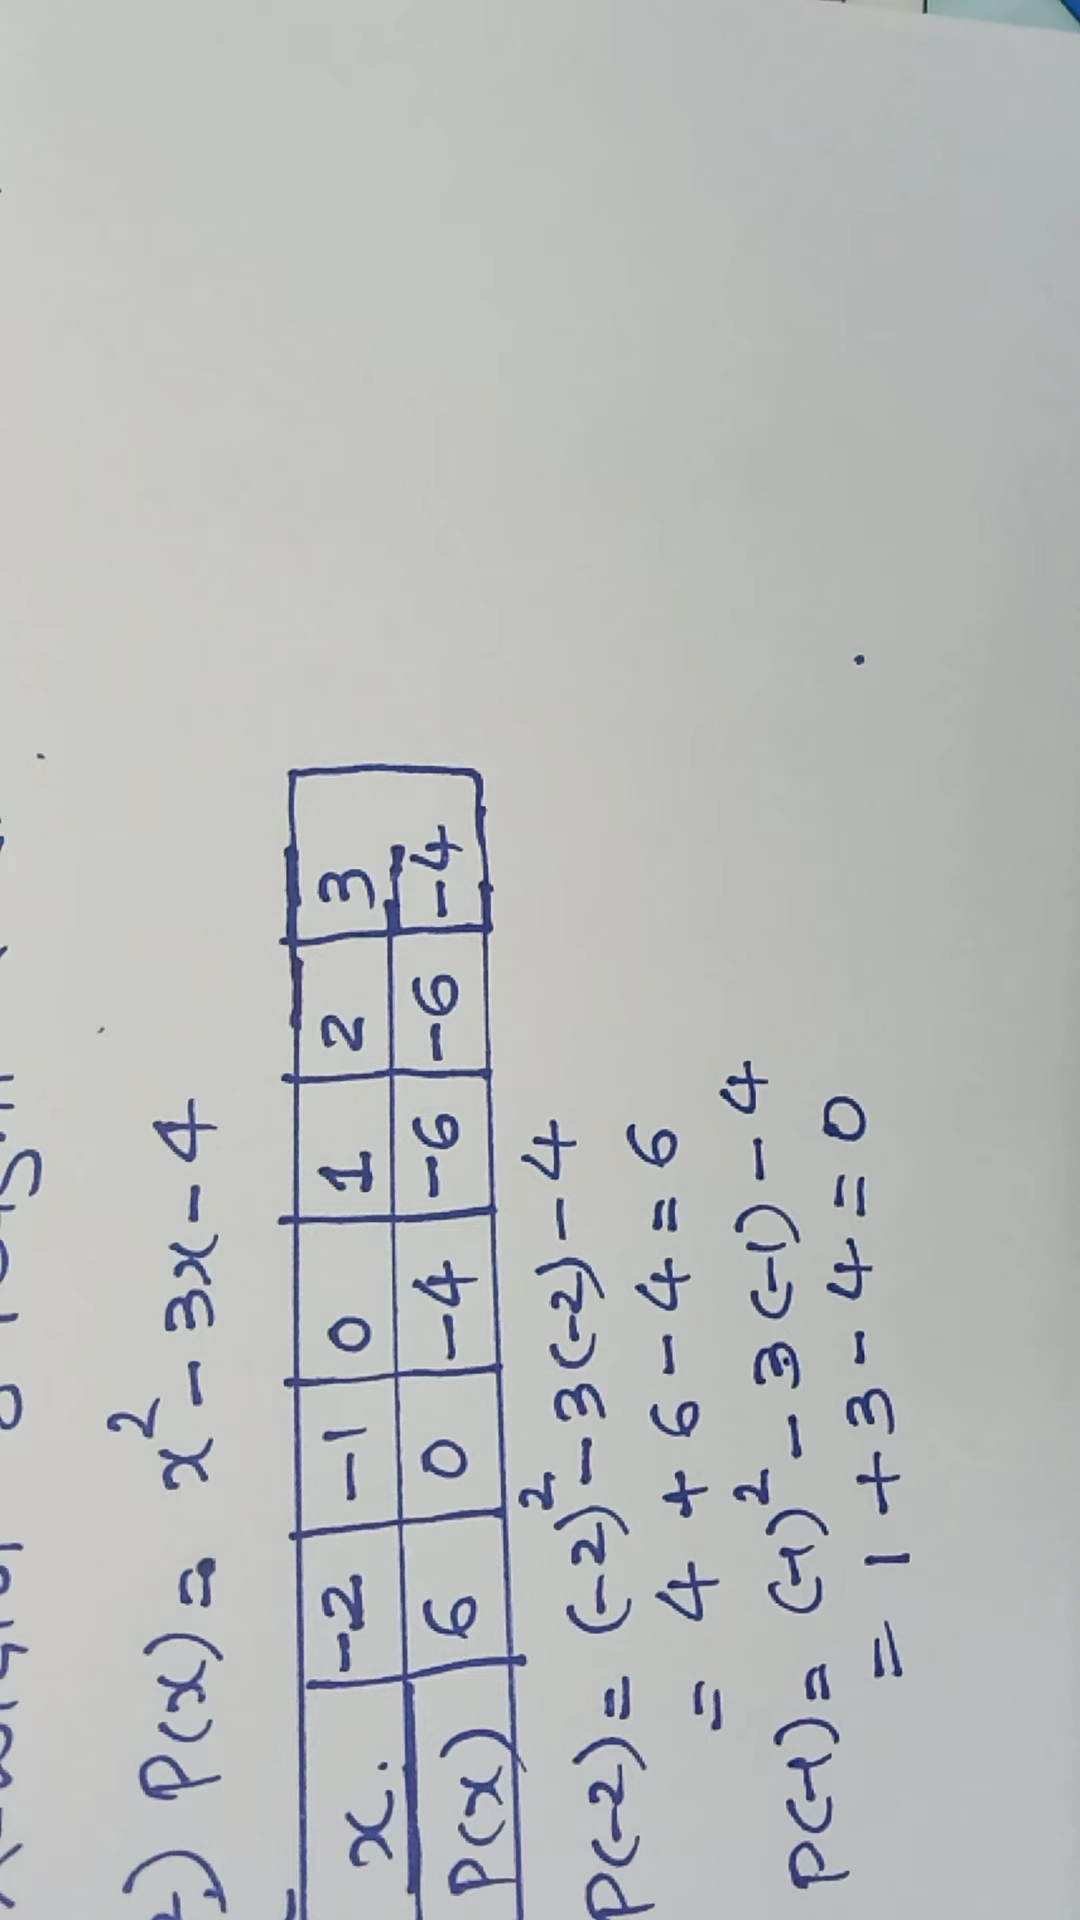 P(x) = x² - 3x - 4
x. -2 -1 0 1 2 3
P(x) 6 0 -4 -6 -6 -4
P(-2) = (-2)² - 3(-2) - 4
= 4 + 6 - 4 = 6
P(-1) = (-1)² - 3(-1) - 4
= 1 + 3 - 4 = 0